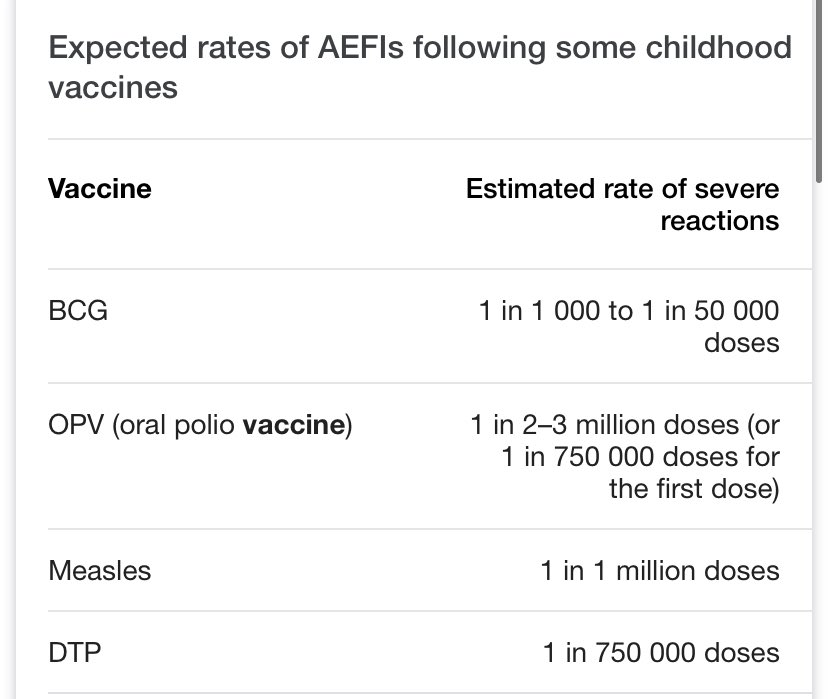 Expected rates of AEFIs following some childhood
vaccines
Vaccine
Estimated rate of severe
reactions
BCG
1 in 1 000 to 1 in 50 000
doses
OPV (oral polio vaccine)
1 in 2–3 million doses (or
1 in 750 000 doses for
the first dose)
Measles
1 in 1 million doses
DTP
1 in 750 000 doses